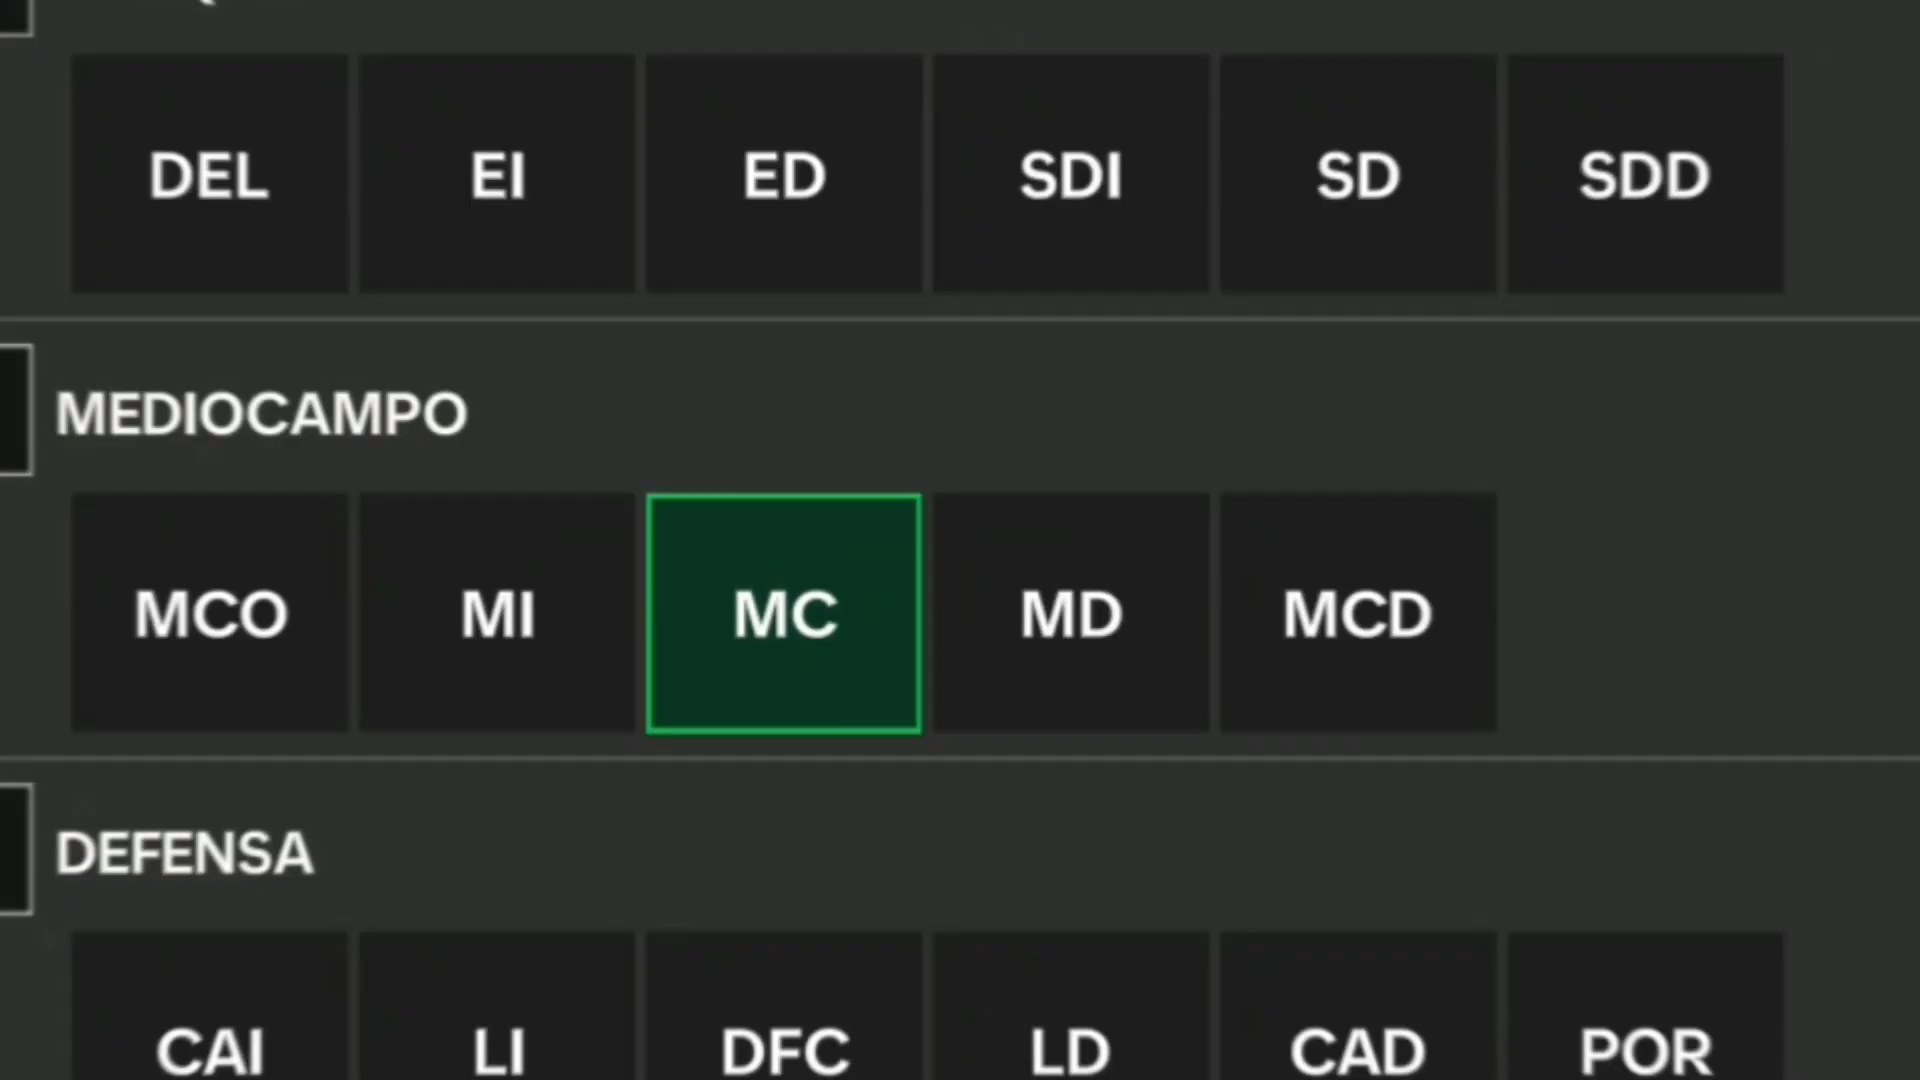 DEL EI ED SDI SD SDD
MEDIOCAMPO
MCO MI MC MD MCD
DEFENSA
CAI LI DFC LD CAD POR